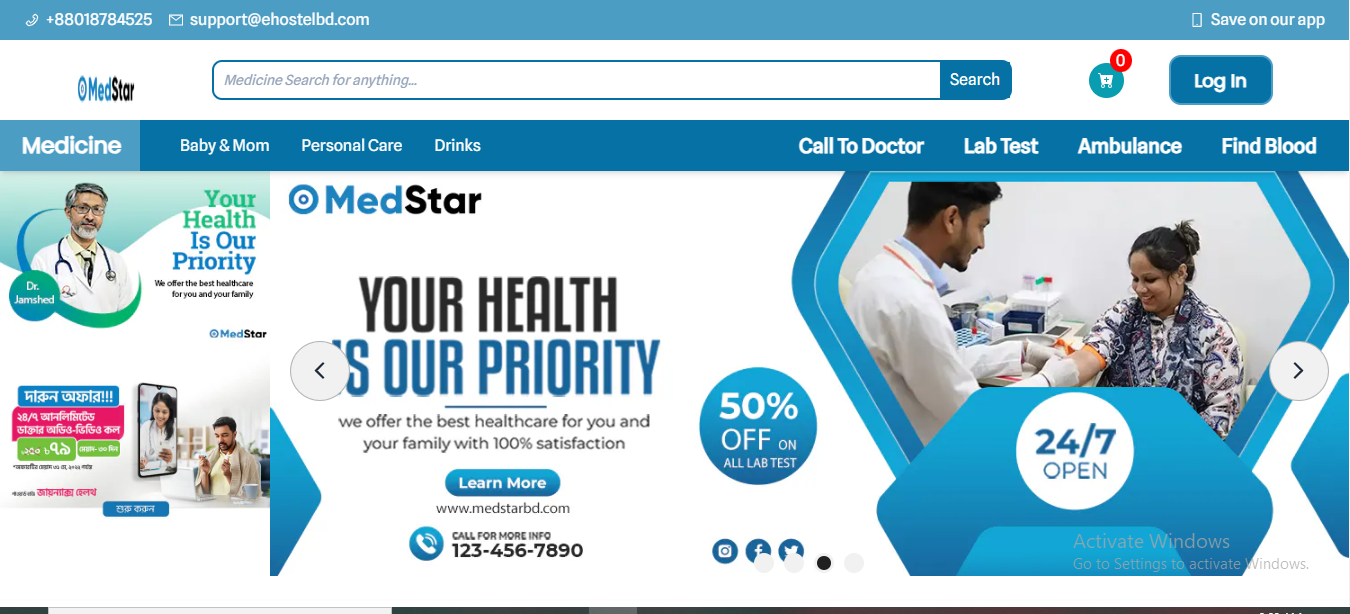 +88018784525 support@ehostelbd.com Save on our app
MedStar
Medicine Search for anything...
Search
0
Log In
Medicine Baby & Mom Personal Care Drinks Call To Doctor Lab Test Ambulance Find Blood
Your
Health
Is Our
Priority
We offer the best healthcare
for you and your family
Dr.
Jamshed
MedStar
দারুন অফার!!!
২৪/৭ আনলিমিটেড
ডাক্তার অডিও-ভিডিও কল
৳৭৯
মেয়াদ- ৩০ দিন
জায়ন্যাক্স হেলথ
শুরু করুন
MedStar
YOUR HEALTH
IS OUR PRIORITY
we offer the best healthcare for you and
your family with 100% satisfaction
Learn More
www.medstarbd.com
CALL FOR MORE INFO
123-456-7890
50%
OFF ON
ALL LAB TEST
24/7
OPEN
Activate Windows
Go to Settings to activate Windows.